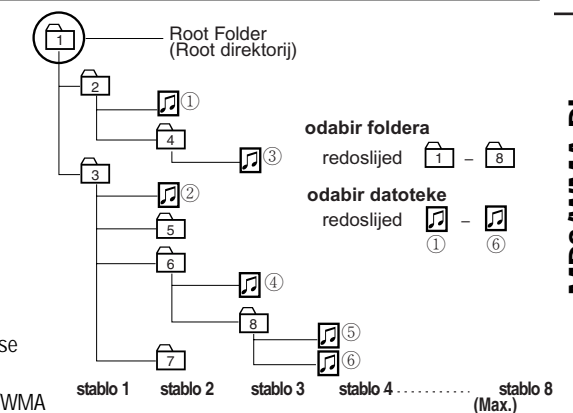 1
Root Folder
(Root direktorij)
2
①
4
③
3
②
5
6
④
8
⑤
⑥
7
odabir foldera
redoslijed 1 – 8
odabir datoteke
redoslijed –
① ⑥
se
WMA
stablo 1 stablo 2 stablo 3 stablo 4 .......... stablo 8
(Max.)